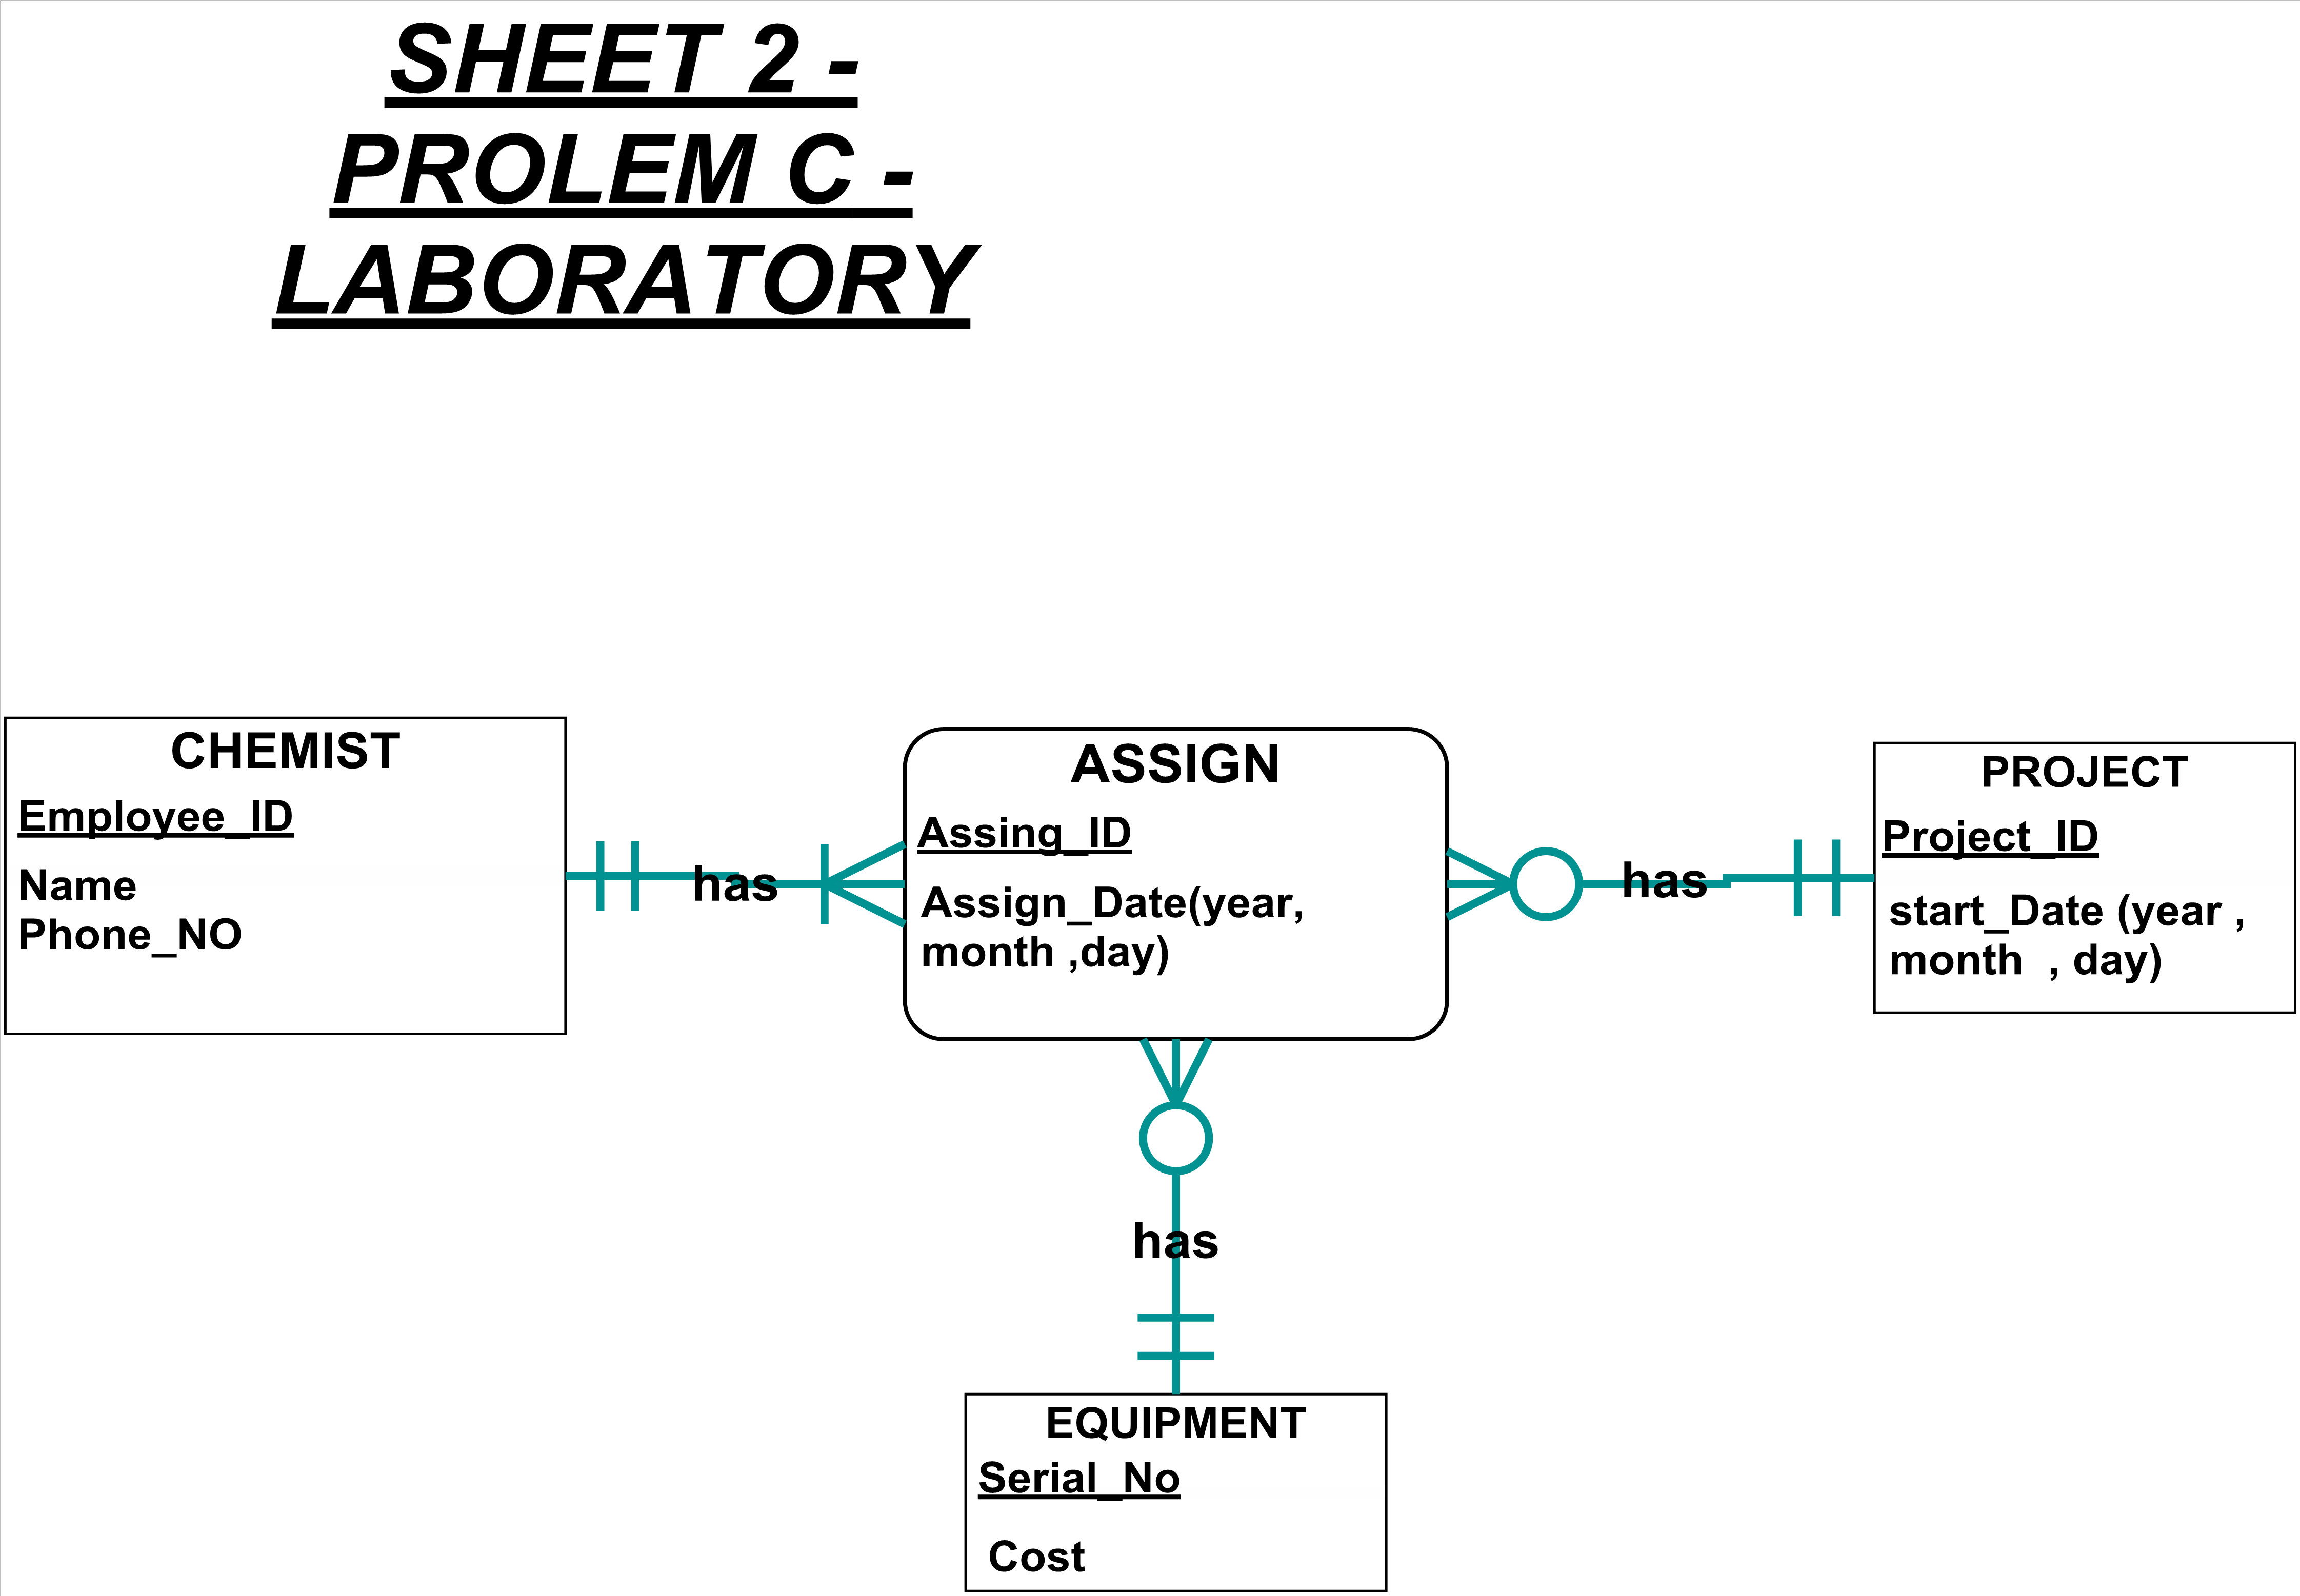 SHEET 2 -
PROLEM C -
LABORATORY
CHEMIST
Employee_ID
Name
Phone_NO
has
ASSIGN
Assing_ID
Assign_Date(year,
month ,day)
has
PROJECT
Project_ID
start_Date (year ,
month , day)
has
EQUIPMENT
Serial_No
Cost